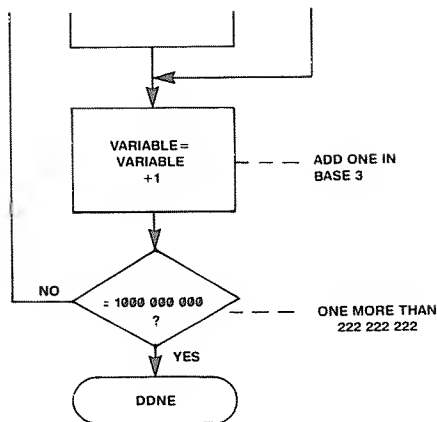 VARIABLE=
VARIABLE
+1
ADD ONE IN
BASE 3
NO
= 1000 000 000
?
ONE MORE THAN
222 222 222
YES
DDNE